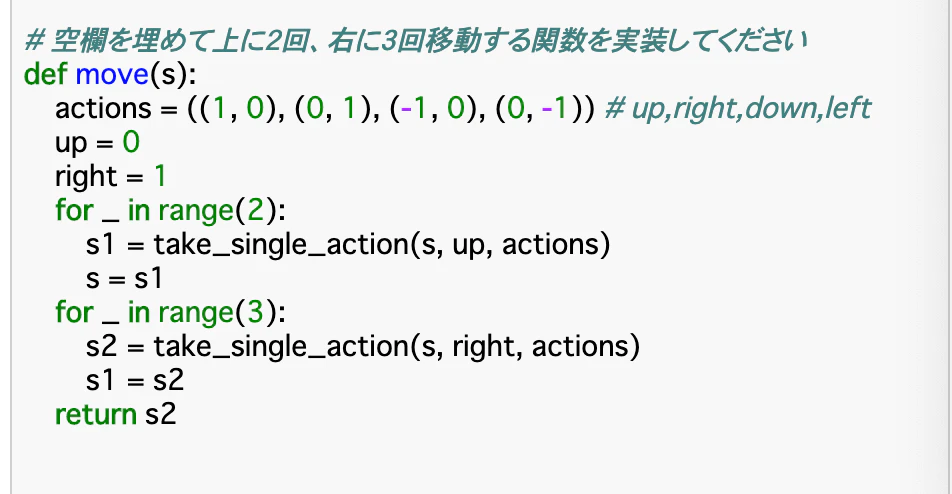 # 空欄を埋めて上に2回、右に3回移動する関数を実装してください
def move(s):
    actions = ((1, 0), (0, 1), (-1, 0), (0, -1)) # up,right,down,left
    up = 0
    right = 1
    for _ in range(2):
        s1 = take_single_action(s, up, actions)
        s = s1
    for _ in range(3):
        s2 = take_single_action(s, right, actions)
        s1 = s2
    return s2